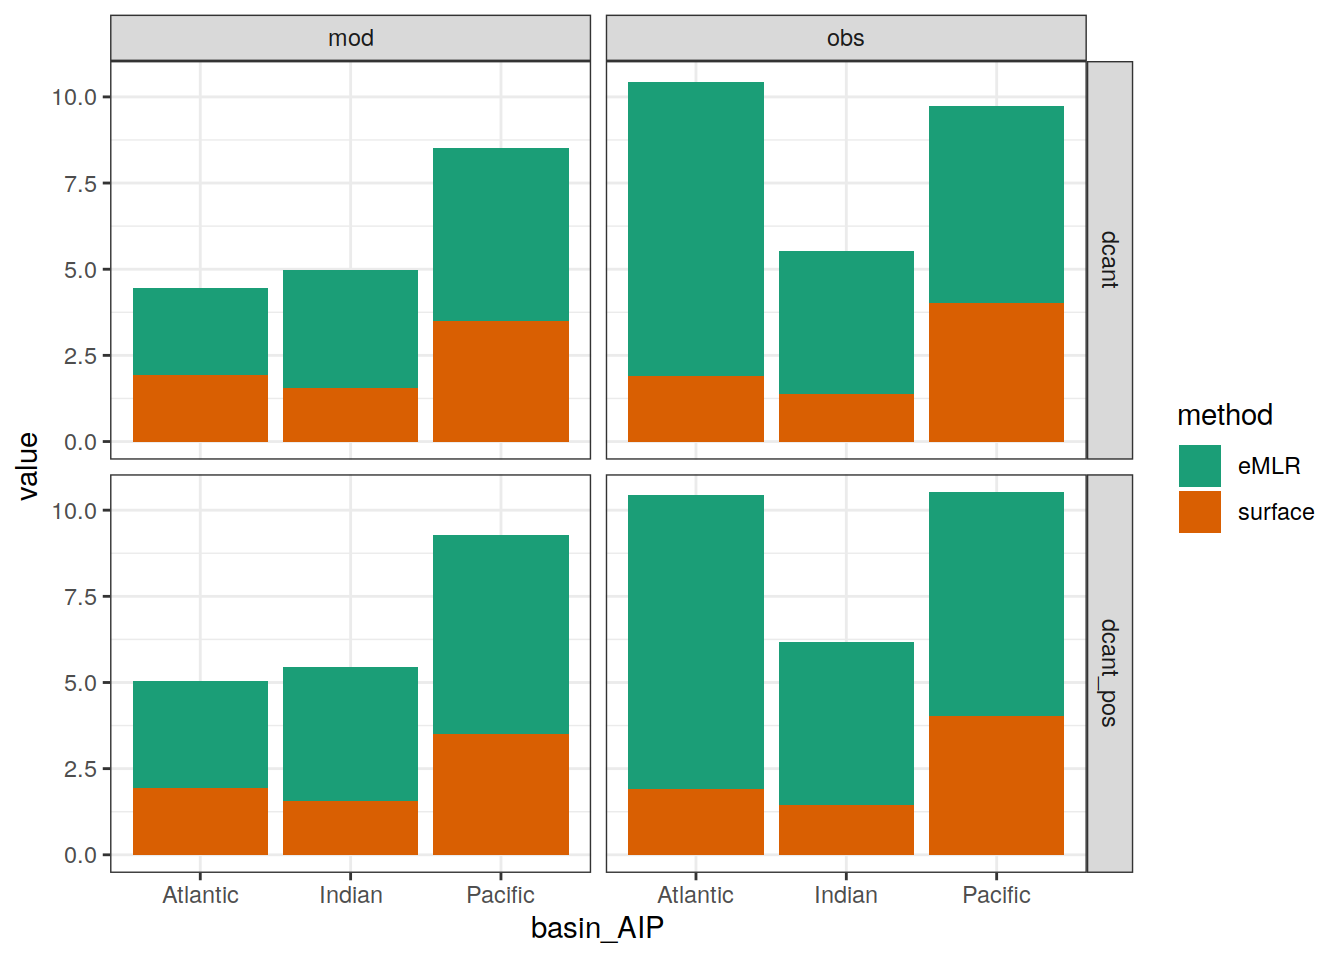 mod
obs
10.0
7.5
5.0
2.5
0.0
dcant
10.0
7.5
5.0
2.5
0.0
dcant_pos
value
Atlantic
Indian
Pacific
Atlantic
Indian
Pacific
basin_AIP
method
eMLR
surface